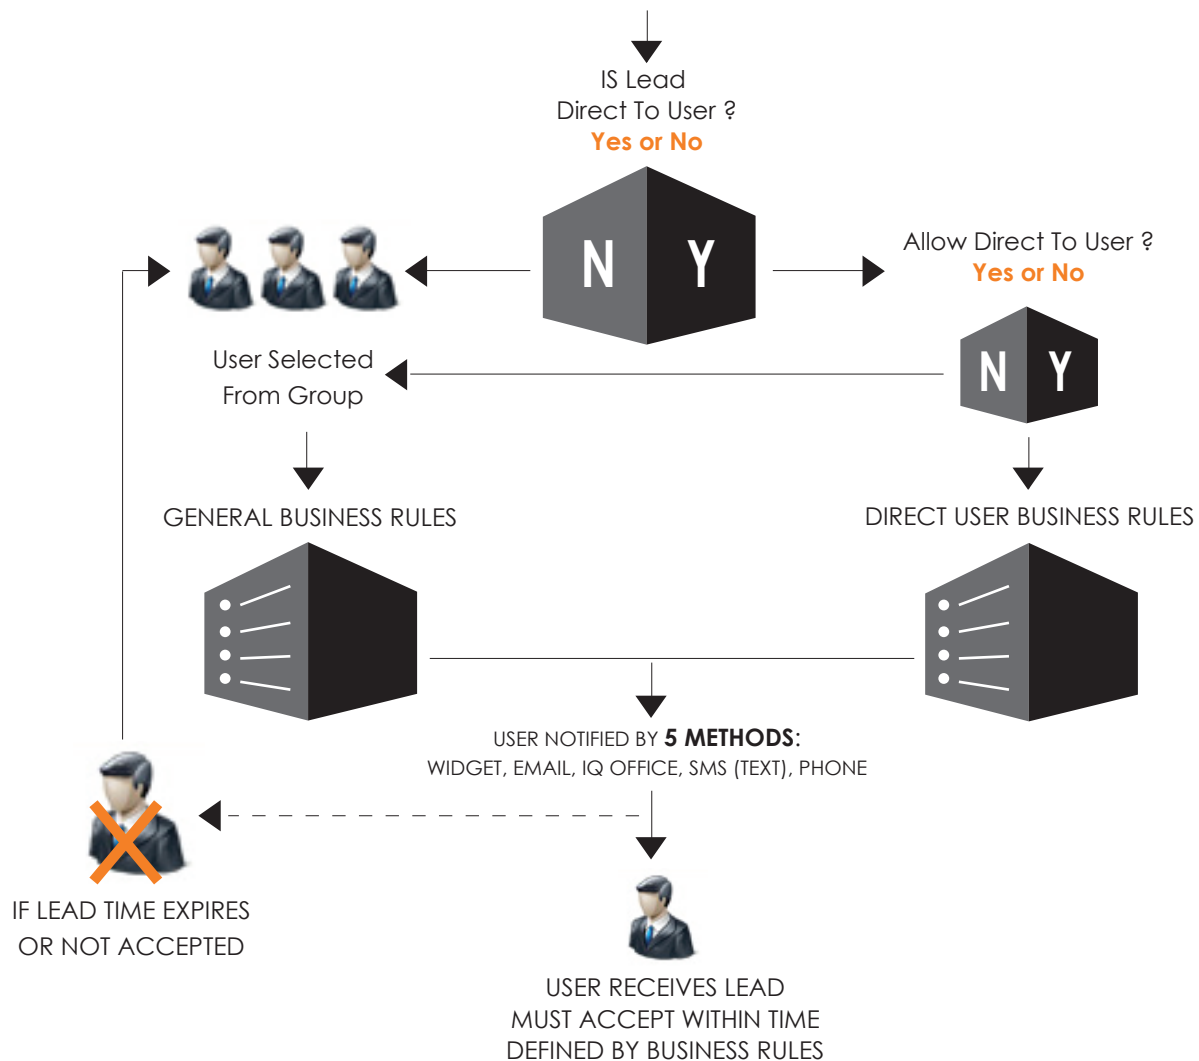 IS Lead
Direct To User ?
Yes or No
N Y
Allow Direct To User ?
Yes or No
N Y
User Selected
From Group
GENERAL BUSINESS RULES
DIRECT USER BUSINESS RULES
USER NOTIFIED BY 5 METHODS:
WIDGET, EMAIL, IQ OFFICE, SMS (TEXT), PHONE
IF LEAD TIME EXPIRES
OR NOT ACCEPTED
USER RECEIVES LEAD
MUST ACCEPT WITHIN TIME
DEFINED BY BUSINESS RULES